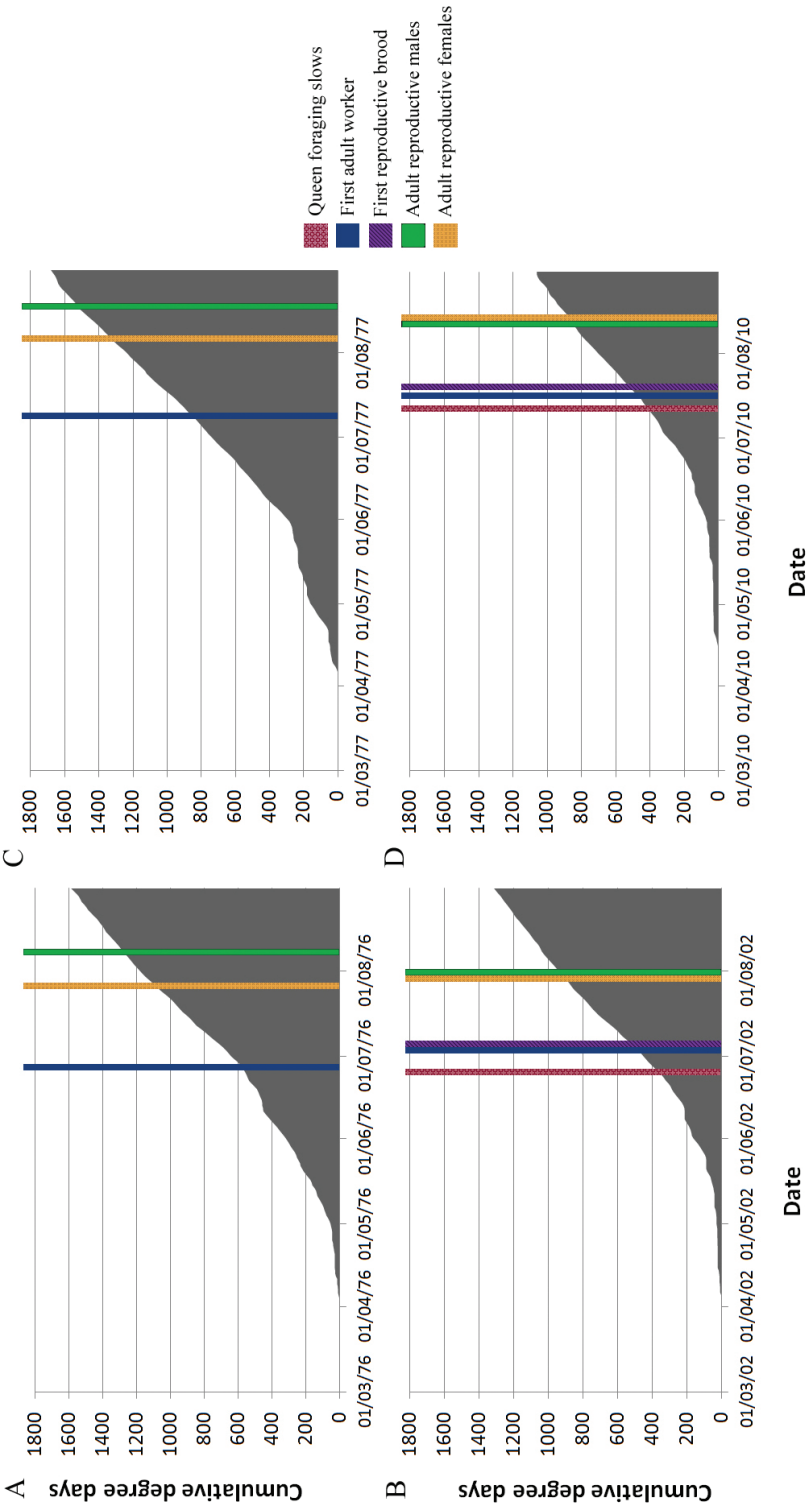 A
Cumulative degree days
1800
1600
1400
1200
1000
800
600
400
200
0
01/03/76 01/04/76 01/05/76 01/06/76 01/07/76 01/08/76
C
1800
1600
1400
1200
1000
800
600
400
200
0
01/03/77 01/04/77 01/05/77 01/06/77 01/07/77 01/08/77
Queen foraging slows
First adult worker
First reproductive brood
Adult reproductive males
Adult reproductive females
B
Cumulative degree days
1800
1600
1400
1200
1000
800
600
400
200
0
01/03/02 01/04/02 01/05/02 01/06/02 01/07/02 01/08/02
Date
D
1800
1600
1400
1200
1000
800
600
400
200
0
01/03/10 01/04/10 01/05/10 01/06/10 01/07/10 01/08/10
Date